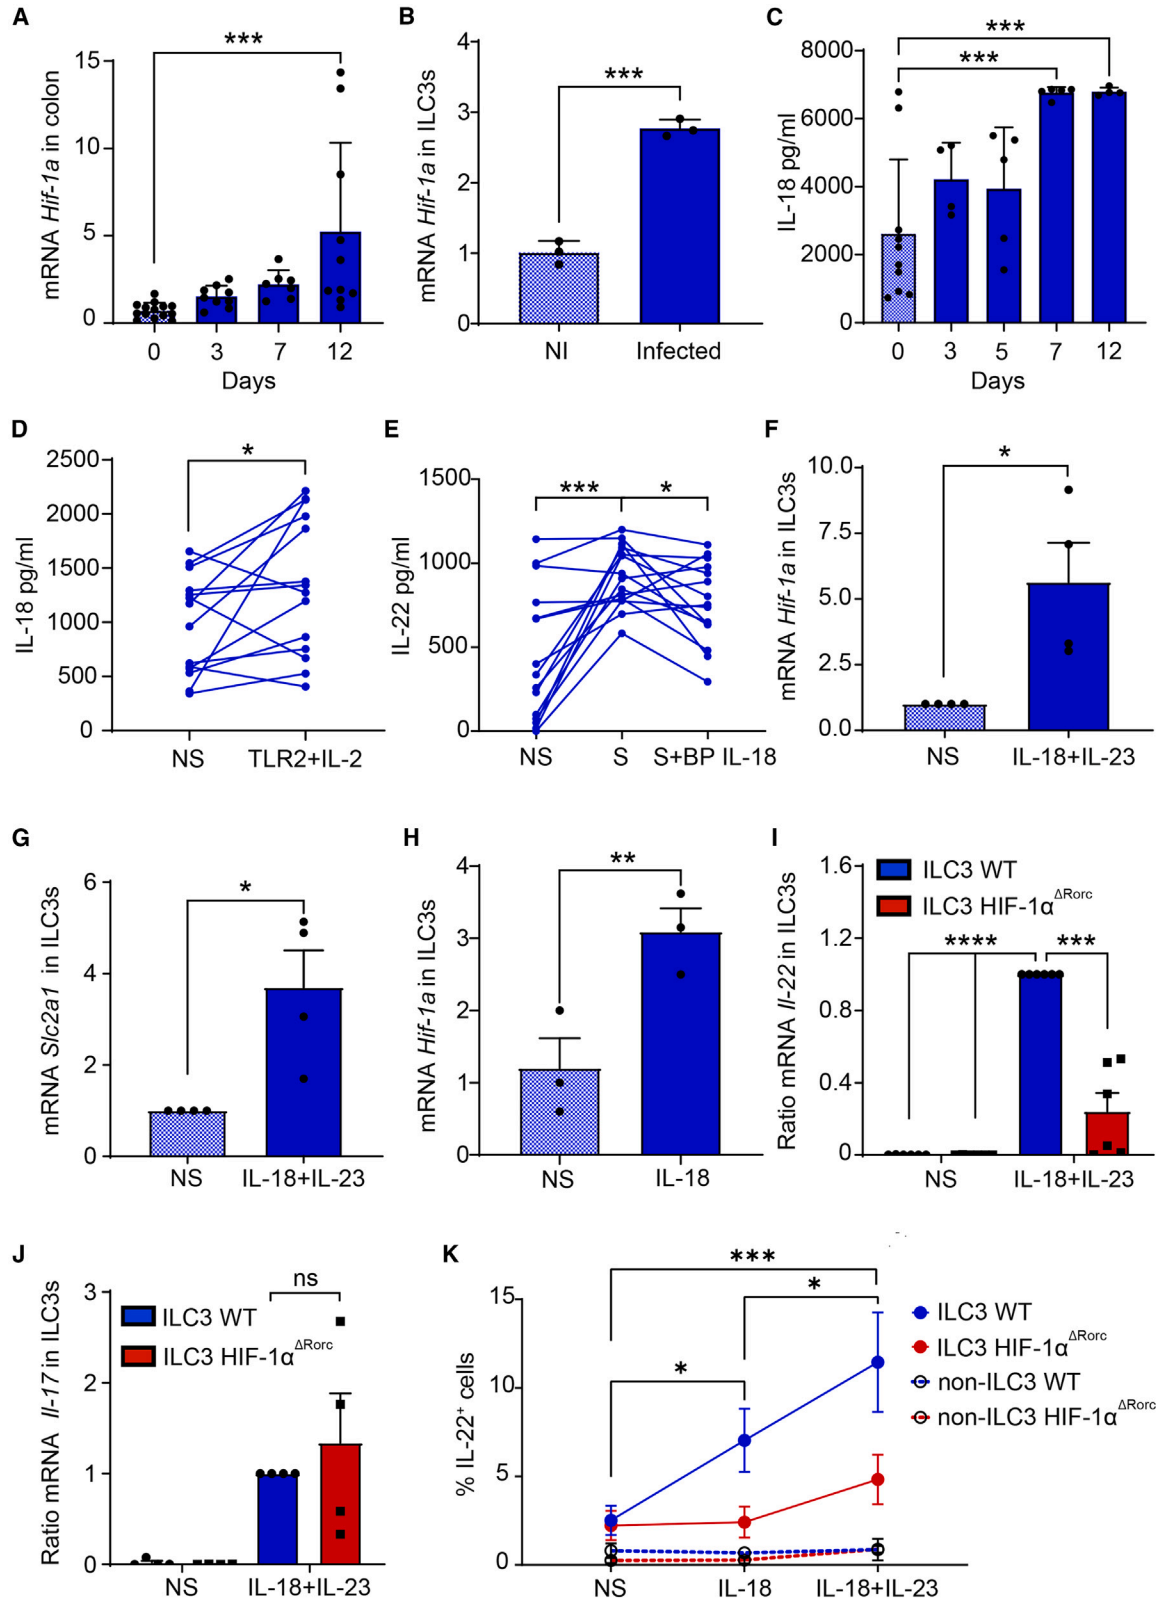 A
mRNA Hif-1a in colon
15
10
5
0
***
0 3 7 12
Days
B
mRNA Hif-1a in ILC3s
4
3
2
1
0
***
NI Infected
C
IL-18 pg/ml
8000
6000
4000
2000
0
***
***
0 3 5 7 12
Days
D
IL-18 pg/ml
2500
2000
1500
1000
500
0
*
NS TLR2+IL-2
E
IL-22 pg/ml
1500
1000
500
0
*** *
NS S S+BP IL-18
F
mRNA Hif-1a in ILC3s
10.0
7.5
5.0
2.5
0.0
*
NS IL-18+IL-23
G
mRNA Slc2a1 in ILC3s
6
4
2
0
*
NS IL-18+IL-23
H
mRNA Hif-1a in ILC3s
4
3
2
1
0
**
NS IL-18
I
Ratio mRNA Il-22 in ILC3s
1.6
1.2
0.8
0.4
0
ILC3 WT
ILC3 HIF-1αΔRorc
**** ***
NS IL-18+IL-23
J
Ratio mRNA Il-17 in ILC3s
3
2
1
0
ILC3 WT
ILC3 HIF-1αΔRorc
ns
NS IL-18+IL-23
K
% IL-22+ cells
15
10
5
0
***
*
*
ILC3 WT
ILC3 HIF-1αΔRorc
non-ILC3 WT
non-ILC3 HIF-1αΔRorc
NS IL-18 IL-18+IL-23